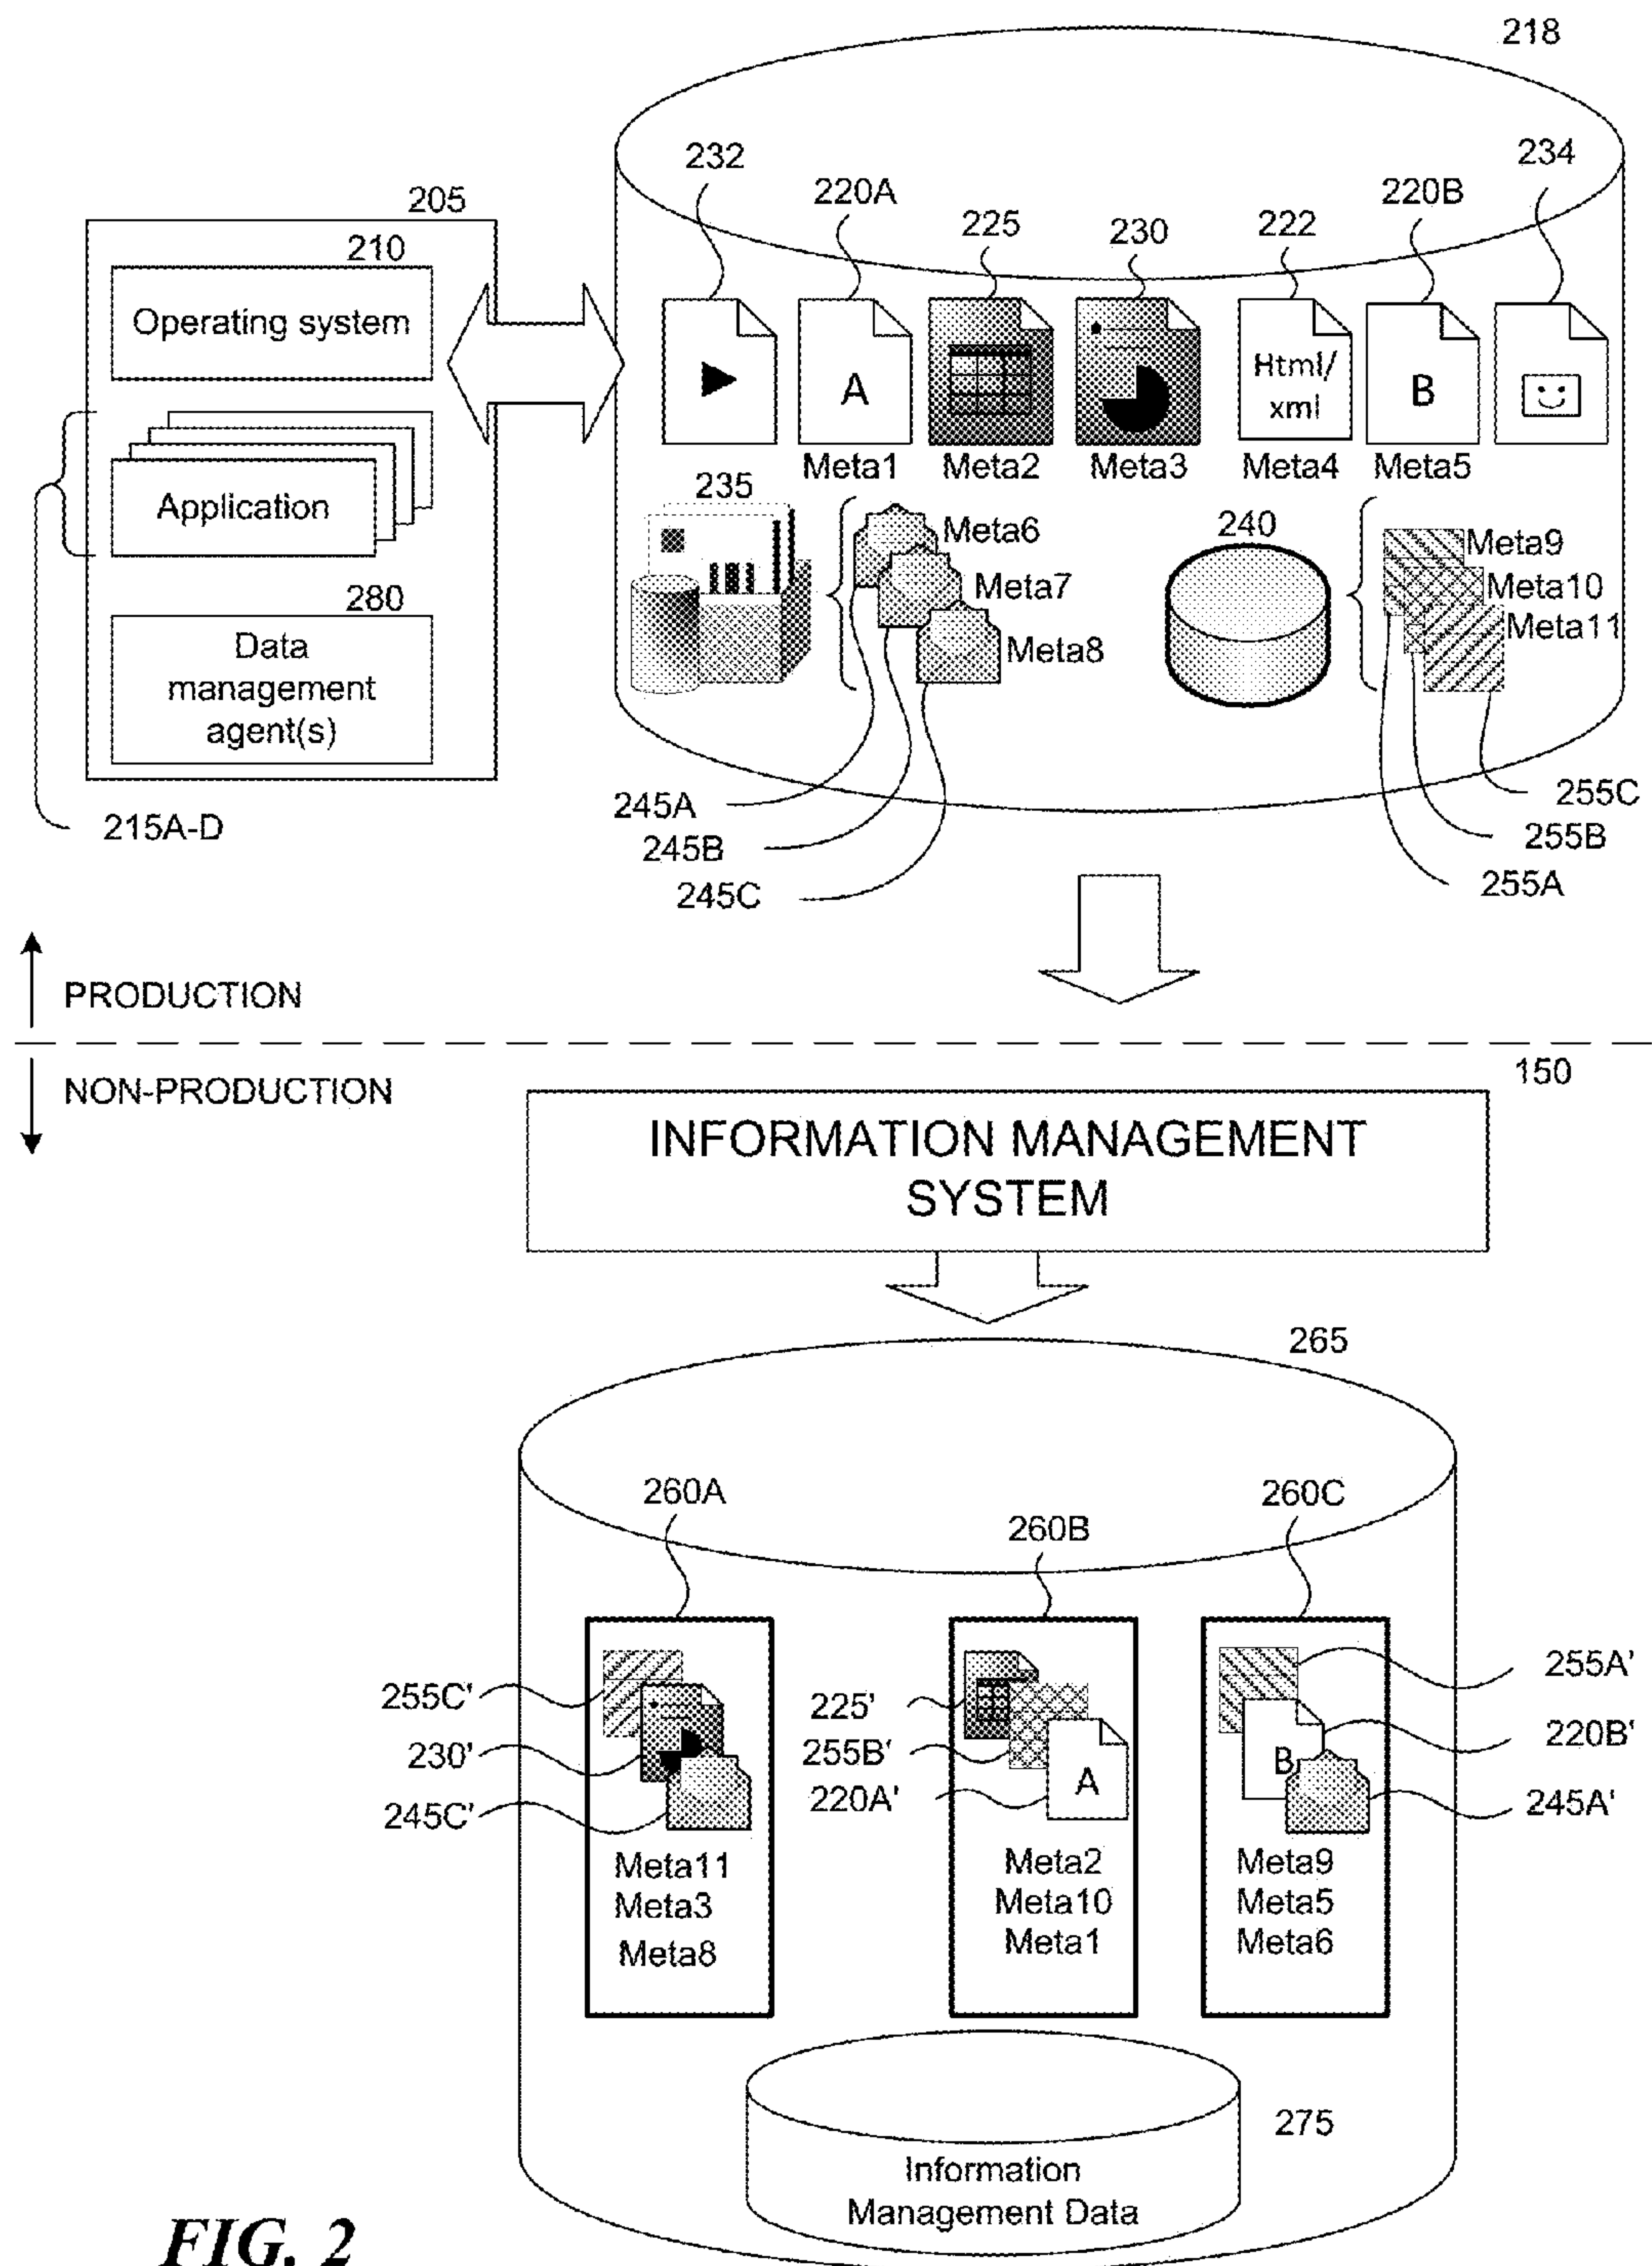 218
232
220A
225
230
222
220B
234
205
210
Operating system
Application
280
Data
management
agent(s)
215A-D
A
Html/
xml
B
Meta1
Meta2
Meta3
Meta4
Meta5
235
Meta6
Meta7
Meta8
240
Meta9
Meta10
Meta11
245A
245B
245C
255C
255B
255A
PRODUCTION
NON-PRODUCTION
150
INFORMATION MANAGEMENT
SYSTEM
265
260A
260B
260C
255C'
230'
245C'
Meta11
Meta3
Meta8
225'
255B'
220A'
A
Meta2
Meta10
Meta1
255A'
220B'
245A'
B
Meta9
Meta5
Meta6
275
Information
Management Data
FIG. 2